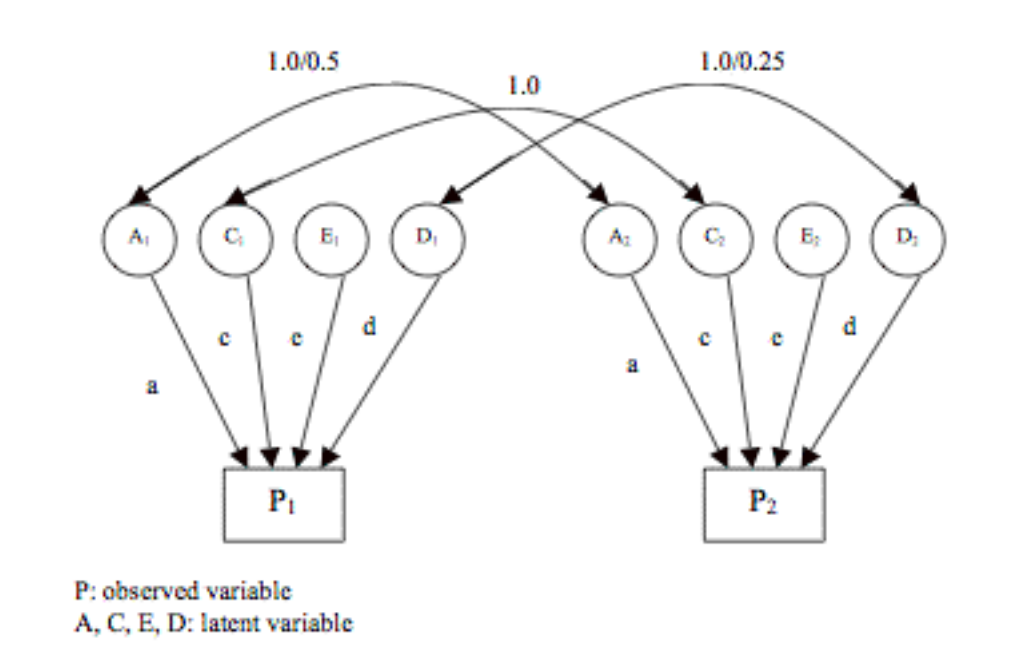 1.0/0.5
1.0/0.25
1.0
A₁ C₁ E₁ D₁ A₂ C₂ E₂ D₂
c e d c e d
a a
P₁ P₂
P: observed variable
A, C, E, D: latent variable